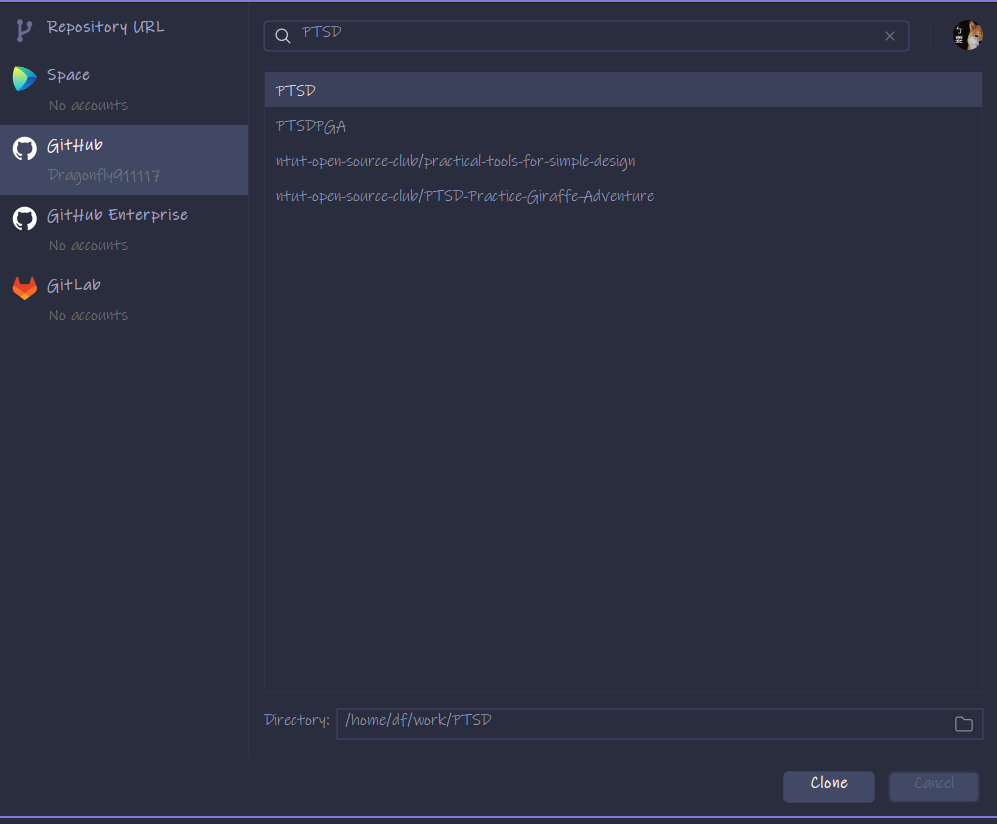 Repository URL
Space
No accounts
GitHub
Dragonfly911117
GitHub Enterprise
No accounts
GitLab
No accounts
PTSD
PTSD
PTSDPGA
ntut-open-source-club/practical-tools-for-simple-design
ntut-open-source-club/PTSD-Practice-Giraffe-Adventure
Directory: /home/df/work/PTSD
Clone Cancel